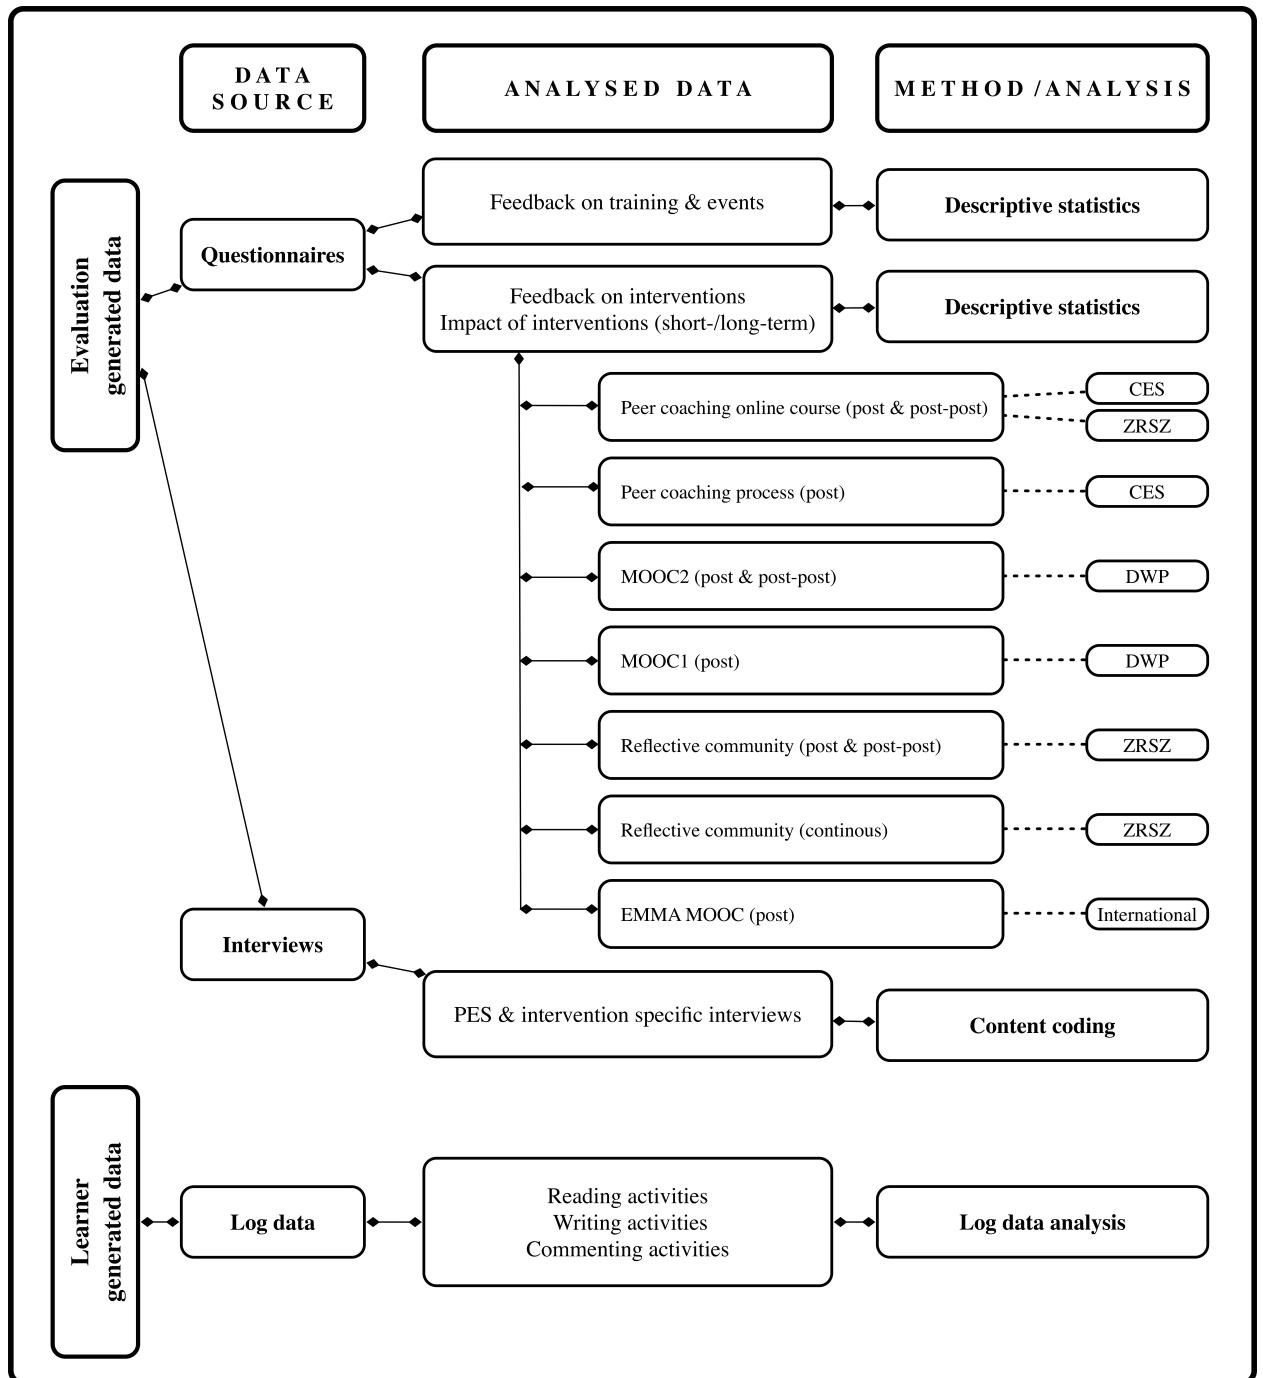 DATA
SOURCE
ANALYSED DATA
METHOD /ANALYSIS
Evaluation
generated data
Questionnaires
Feedback on training & events
Descriptive statistics
Feedback on interventions
Impact of interventions (short-/long-term)
Descriptive statistics
Peer coaching online course (post & post-post)
CES
ZRSZ
Peer coaching process (post)
CES
MOOC2 (post & post-post)
DWP
MOOC1 (post)
DWP
Reflective community (post & post-post)
ZRSZ
Reflective community (continous)
ZRSZ
EMMA MOOC (post)
International
Interviews
PES & intervention specific interviews
Content coding
Learner
generated data
Log data
Reading activities
Writing activities
Commenting activities
Log data analysis